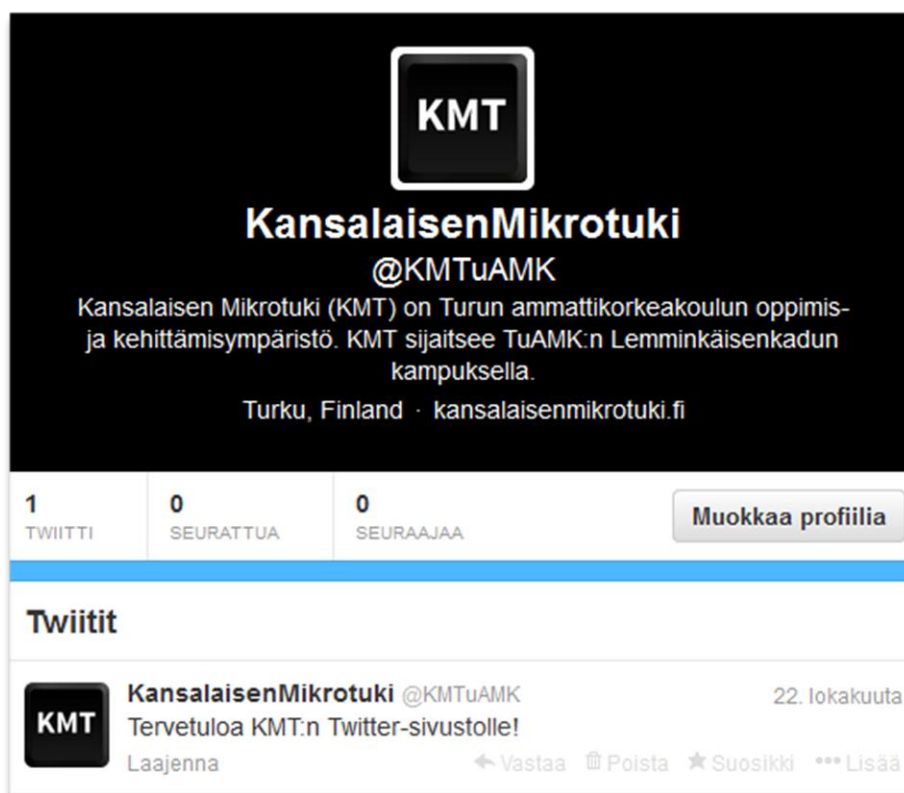 KMT
KansalaisenMikrotuki
@KMTuAMK
Kansalaisen Mikrotuki (KMT) on Turun ammattikorkeakoulun oppimis-
ja kehittämisympäristö. KMT sijaitsee TuAMK:n Lemminkäisenkadun
kampuksella.
Turku, Finland · kansalaisenmikrotuki.fi
1 0 0
TWIITTI SEURATTUA SEURAAJAA
Muokkaa profiilia
Twiitit
KMT
KansalaisenMikrotuki @KMTuAMK 22. lokakuuta
Tervetuloa KMT:n Twitter-sivustolle!
Laajenna Vastaa Poista Suosikki Lisää